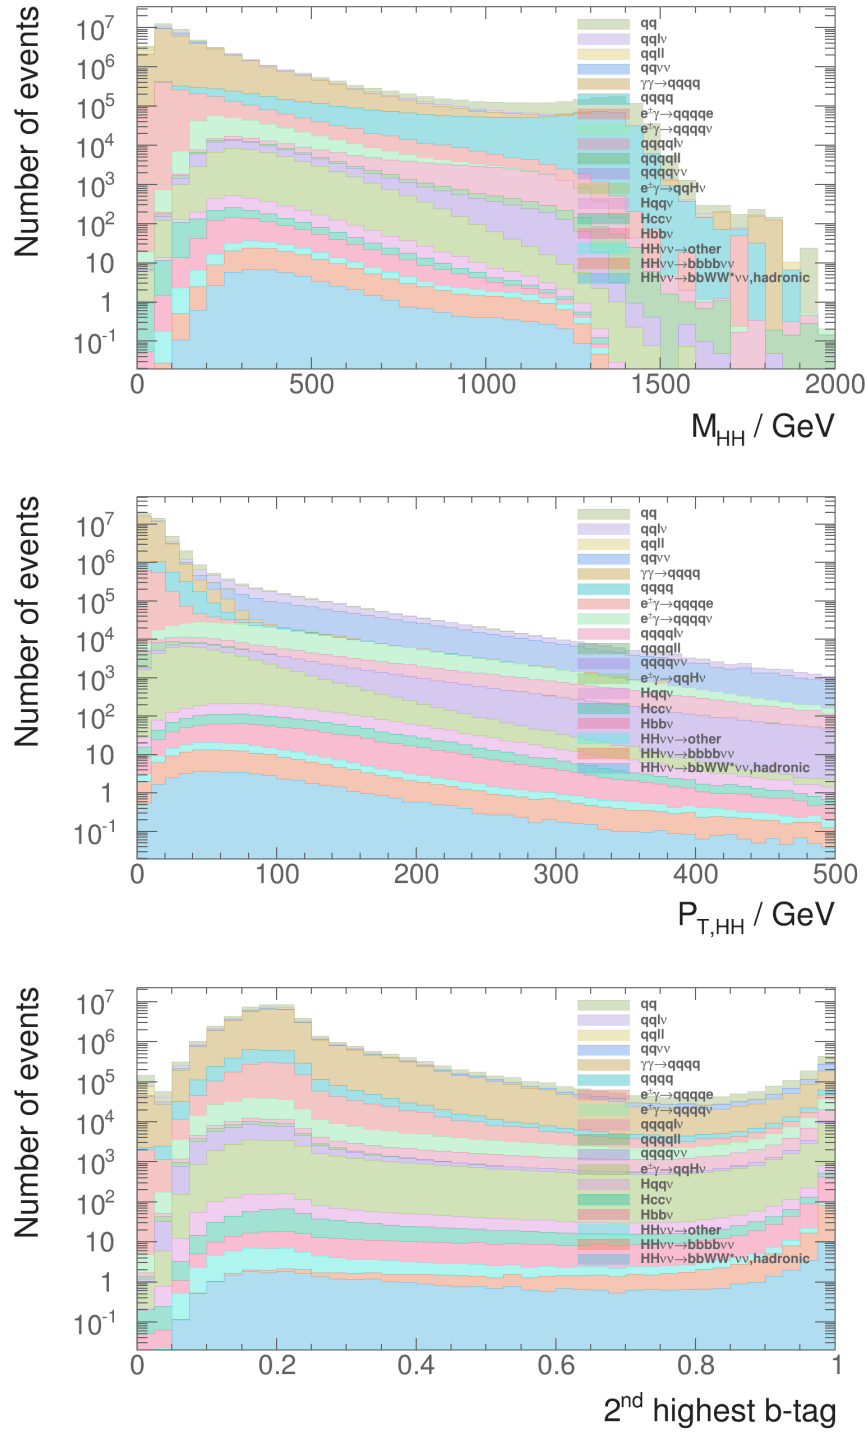 Number of events
10^7
10^6
10^5
10^4
10^3
10^2
10
1
10^-1
qq
qqlν
qqll
qqνν
γγ→qqqq
qqqq
e±γ→qqqqe
e±γ→qqqqν
qqqqlν
qqqqll
qqqqνν
e±γ→qqHν
Hqqν
Hccν
Hbbν
HHνν→other
HHνν→bbbbνν
HHνν→bbWW*νν,hadronic
0 500 1000 1500 2000
M_HH / GeV
Number of events
10^7
10^6
10^5
10^4
10^3
10^2
10
1
10^-1
qq
qqlν
qqll
qqνν
γγ→qqqq
qqqq
e±γ→qqqqe
e±γ→qqqqν
qqqqlν
qqqqll
qqqqνν
e±γ→qqHν
Hqqν
Hccν
Hbbν
HHνν→other
HHνν→bbbbνν
HHνν→bbWW*νν,hadronic
0 100 200 300 400 500
P_T,HH / GeV
Number of events
10^7
10^6
10^5
10^4
10^3
10^2
10
1
10^-1
qq
qqlν
qqll
qqνν
γγ→qqqq
qqqq
e±γ→qqqqe
e±γ→qqqqν
qqqqlν
qqqqll
qqqqνν
e±γ→qqHν
Hqqν
Hccν
Hbbν
HHνν→other
HHνν→bbbbνν
HHνν→bbWW*νν,hadronic
0 0.2 0.4 0.6 0.8 1
2^nd highest b-tag